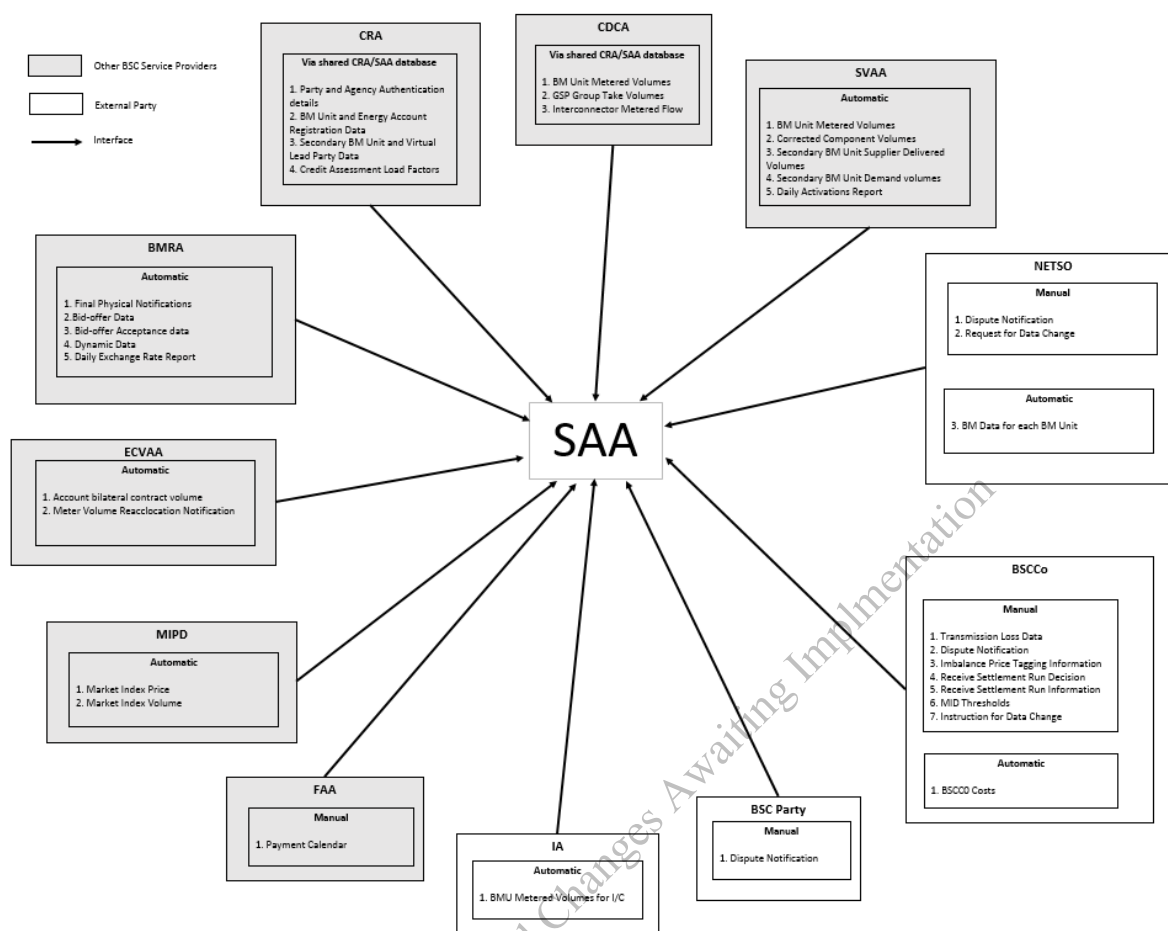 CRA
Via shared CRA/SAA database
1. Party and Agency Authentication
details
2. BM Unit and Energy Account
Registration Data
3. Secondary BM Unit and Virtual
Lead Party Data
4. Credit Assessment Load Factors
CDCA
Via shared CRA/SAA database
1. BM Unit Metered Volumes
2. GSP Group Take Volumes
3. Interconnector Metered Flow
SVAA
Automatic
1. BM Unit Metered Volumes
2. Corrected Component Volumes
3. Secondary BM Unit Supplier Delivered
Volumes
4. Secondary BM Unit Demand volumes
5. Daily Activations Report
Other BSC Service Providers
External Party
Interface
BMRA
Automatic
1. Final Physical Notifications
2.Bid-offer Data
3. Bid-offer Acceptance data
4. Dynamic Data
5. Daily Exchange Rate Report
NETSO
Manual
1. Dispute Notification
2. Request for Data Change
Automatic
3. BM Data for each BM Unit
SAA
ECVAA
Automatic
1. Account bilateral contract volume
2. Meter Volume Reacclocation Notification
BSCCo
Manual
1. Transmission Loss Data
2. Dispute Notification
3. Imbalance Price Tagging Information
4. Receive Settlement Run Decision
5. Receive Settlement Run Information
6. MID Thresholds
7. Instruction for Data Change
Automatic
1. BSCC0 Costs
MIPD
Automatic
1. Market Index Price
2. Market Index Volume
FAA
Manual
1. Payment Calendar
IA
Automatic
1. BMU Metered Volumes for I/C
BSC Party
Manual
1. Dispute Notification
Changes Awaiting Implmentation